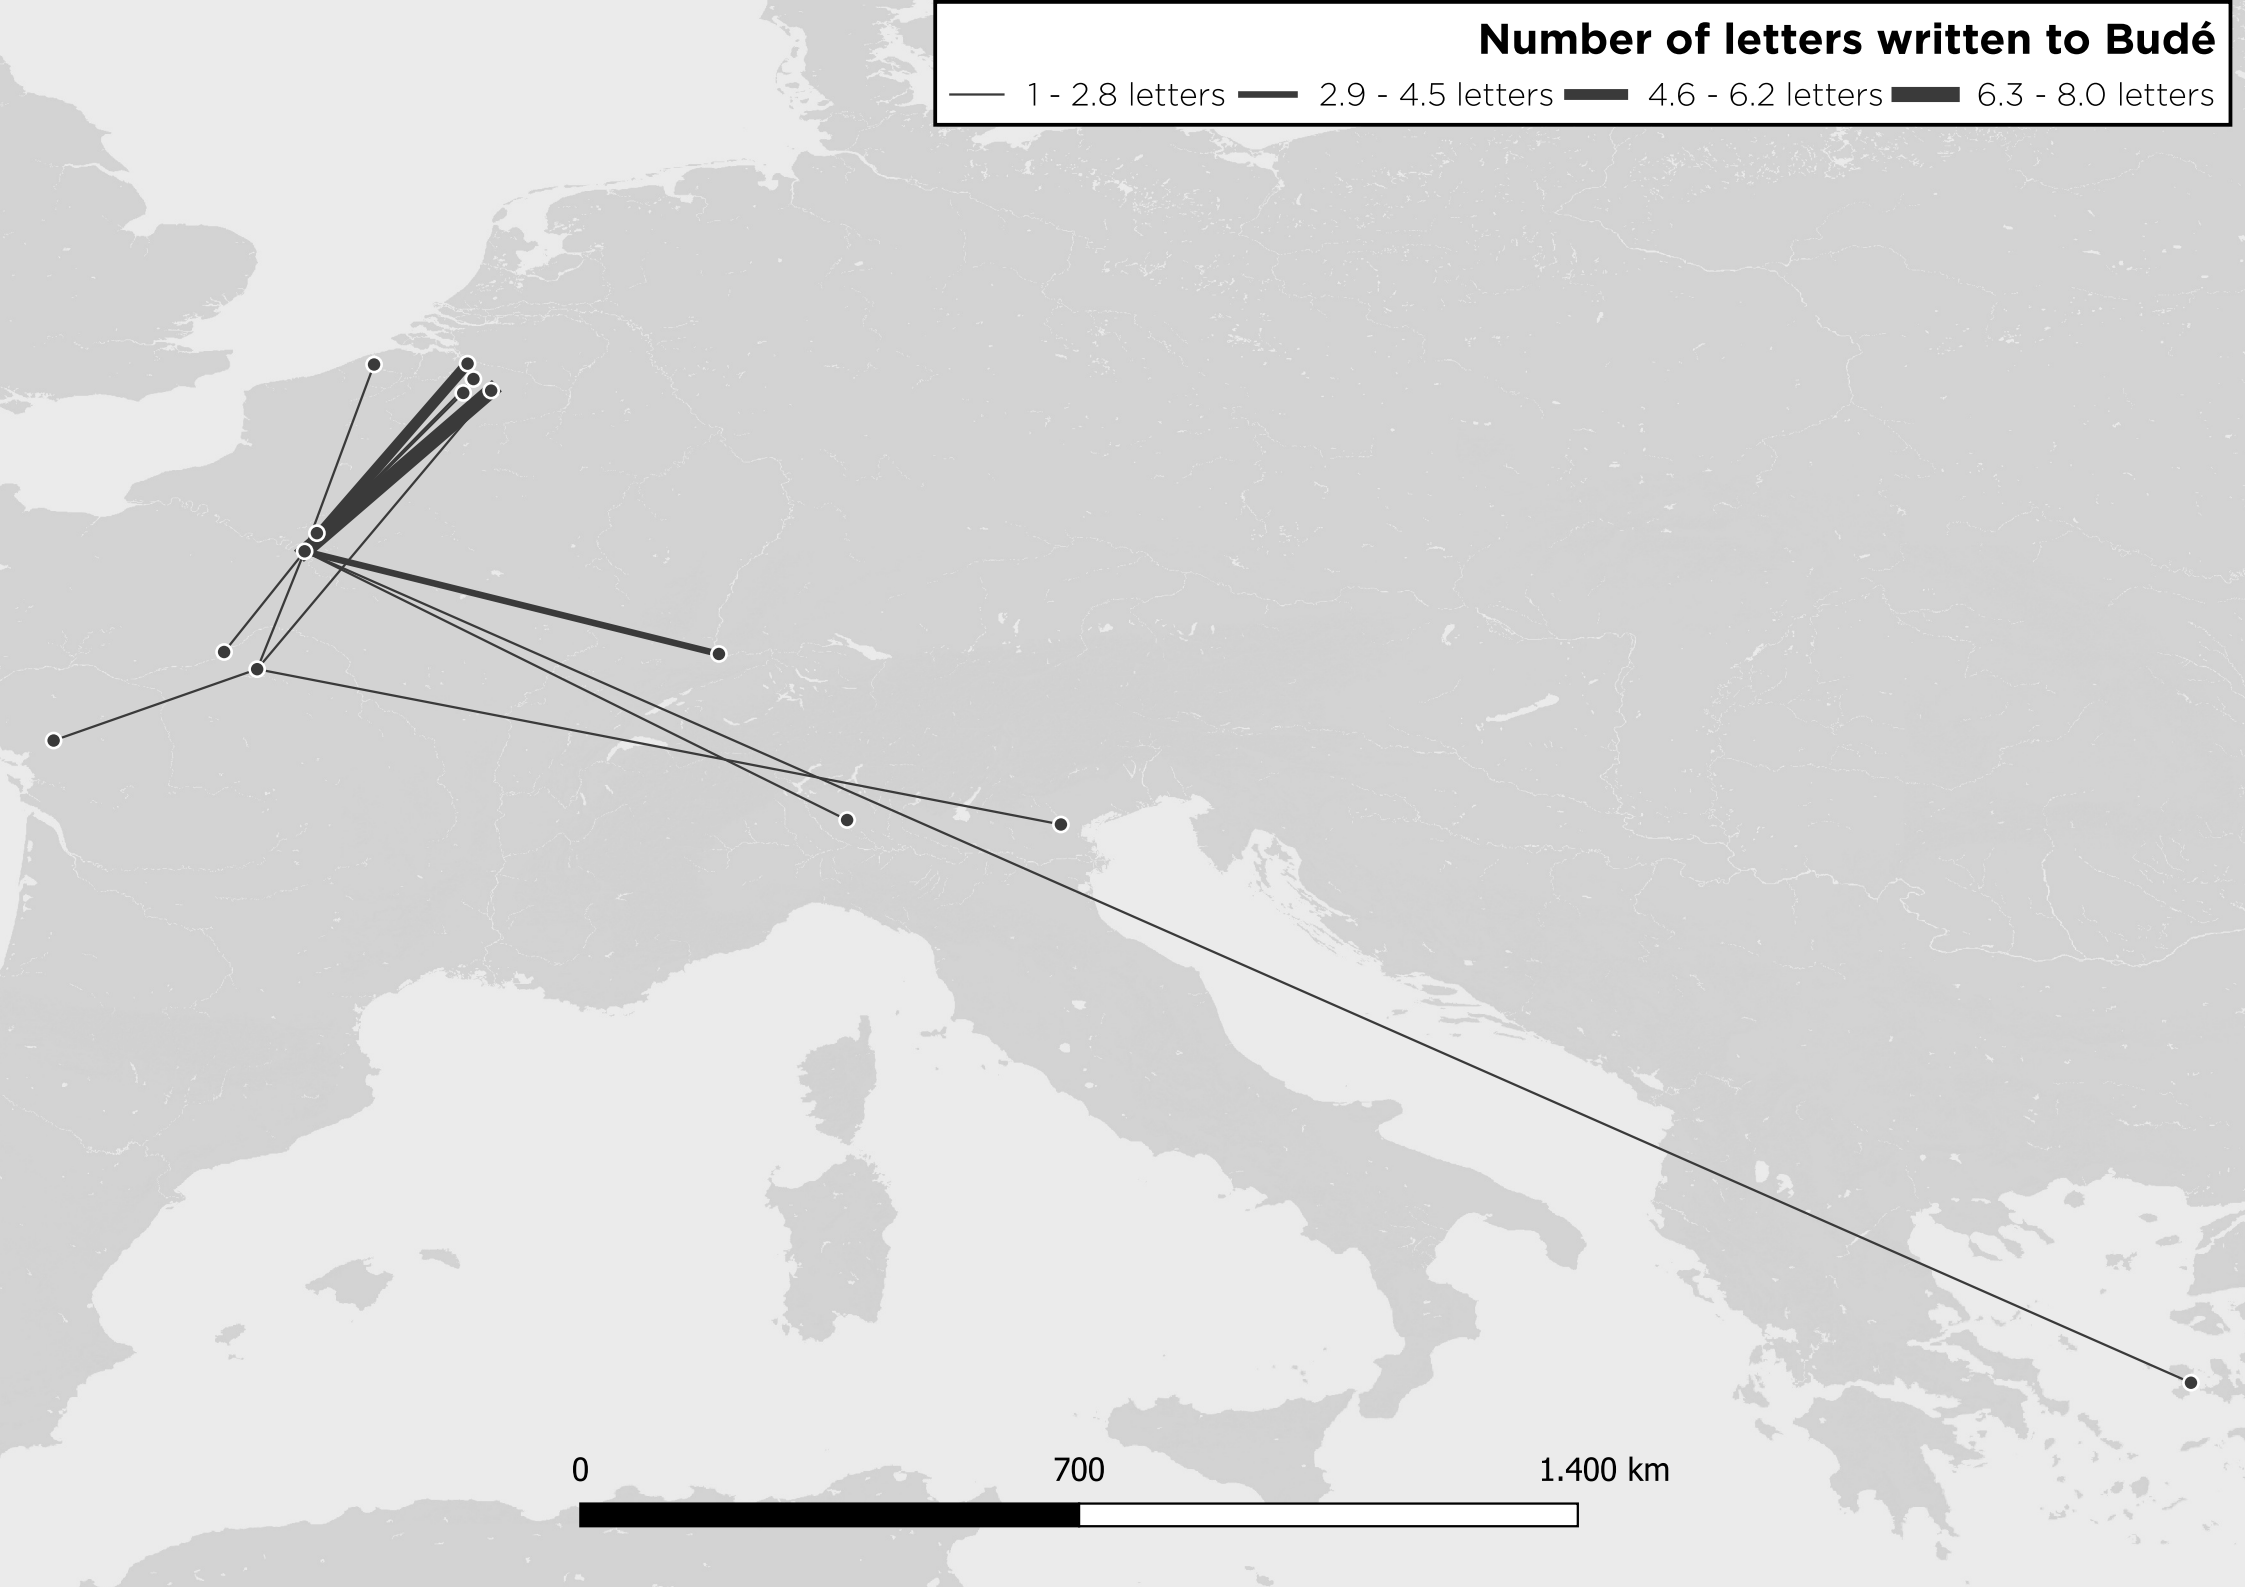 Number of letters written to Budé
1 - 2.8 letters 2.9 - 4.5 letters 4.6 - 6.2 letters 6.3 - 8.0 letters
0 700 1.400 km